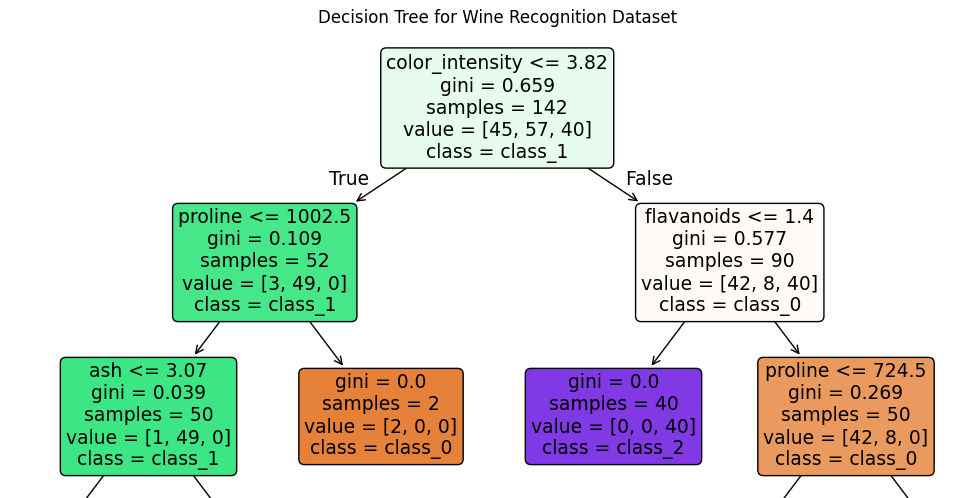 Decision Tree for Wine Recognition Dataset
color_intensity <= 3.82
gini = 0.659
samples = 142
value = [45, 57, 40]
class = class_1
True
False
proline <= 1002.5
gini = 0.109
samples = 52
value = [3, 49, 0]
class = class_1
flavanoids <= 1.4
gini = 0.577
samples = 90
value = [42, 8, 40]
class = class_0
ash <= 3.07
gini = 0.039
samples = 50
value = [1, 49, 0]
class = class_1
gini = 0.0
samples = 2
value = [2, 0, 0]
class = class_0
gini = 0.0
samples = 40
value = [0, 0, 40]
class = class_2
proline <= 724.5
gini = 0.269
samples = 50
value = [42, 8, 0]
class = class_0